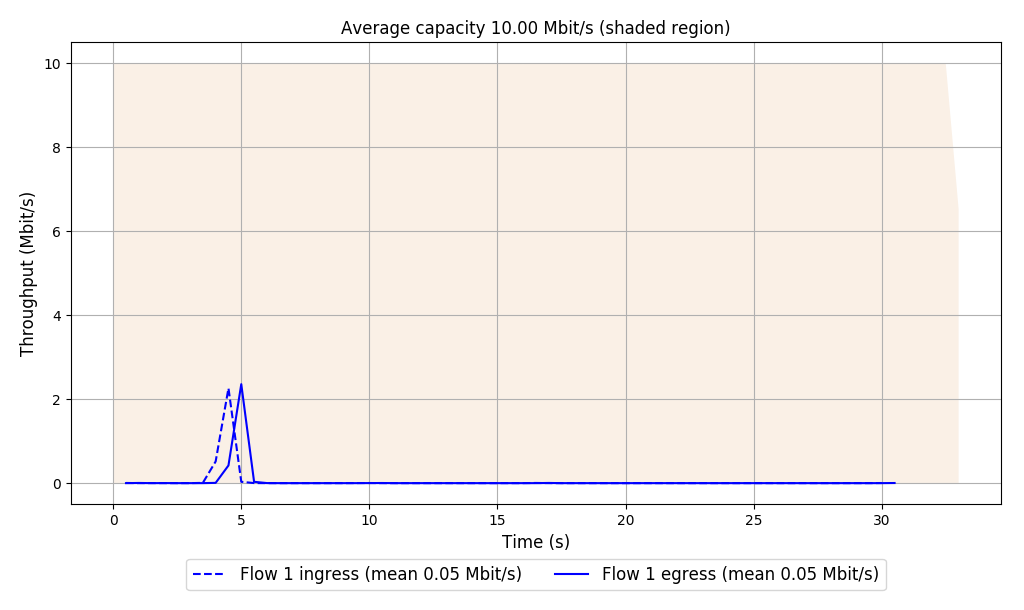 Average capacity 10.00 Mbit/s (shaded region)
10
8
6
4
2
0
Throughput (Mbit/s)
0 5 10 15 20 25 30
Time (s)
Flow 1 ingress (mean 0.05 Mbit/s) Flow 1 egress (mean 0.05 Mbit/s)